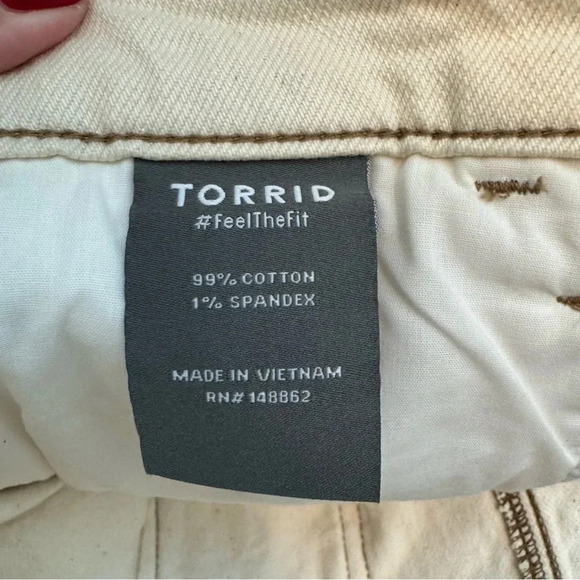 TORRID
#FeelTheFit
99% COTTON
1% SPANDEX
MADE IN VIETNAM
RN# 148862